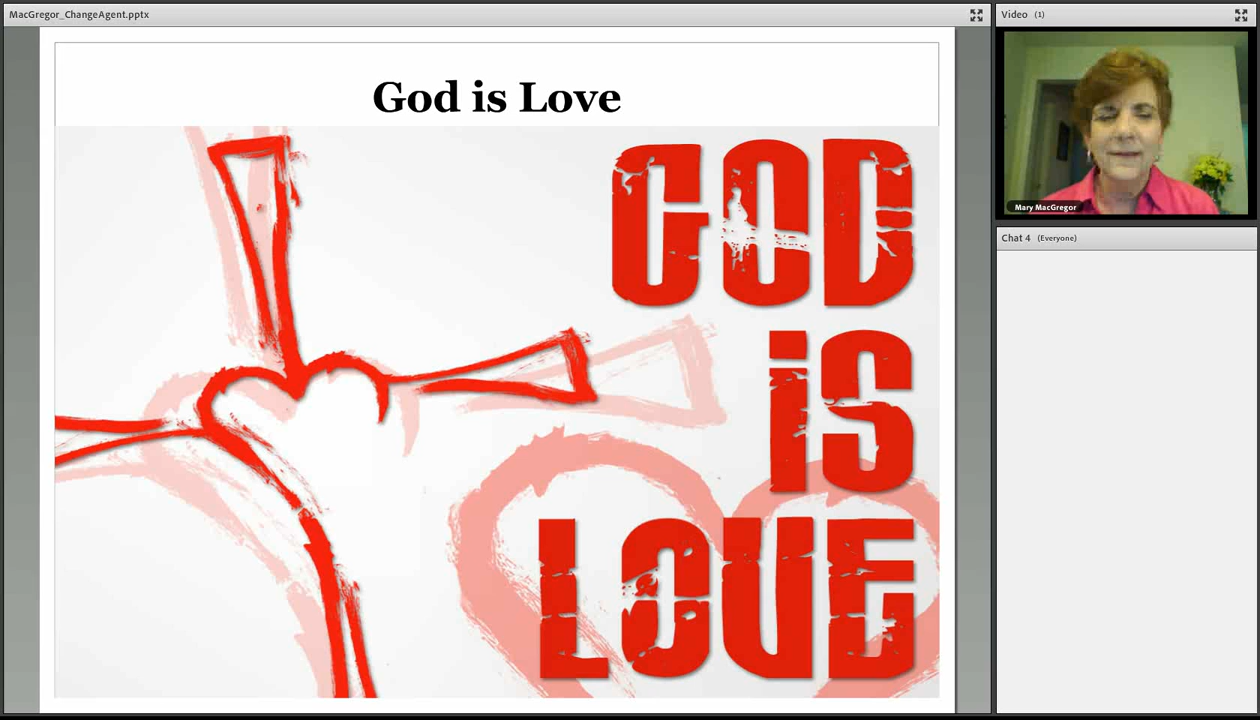 MacGregor_ChangeAgent.pptx
God is Love
GOD
iS
LOVE
Video (1)
Mary MacGregor
Chat 4 (Everyone)